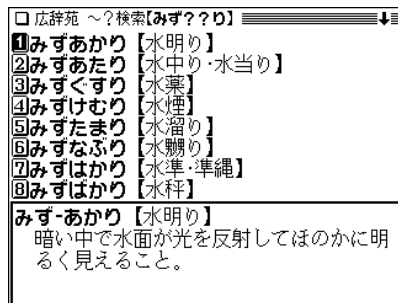 広辞苑 ～?検索【みず??り】
1みずあかり【水明り】
2みずあたり【水中り·水当り】
3みずぐすり【水薬】
4みずけむり【水煙】
5みずたまり【水溜り】
6みずなぶり【水嬲り】
7みずはかり【水準·準縄】
8みずばかり【水秤】
みず-あかり【水明り】
暗い中で水面が光を反射してほのかに明
るく見えること。